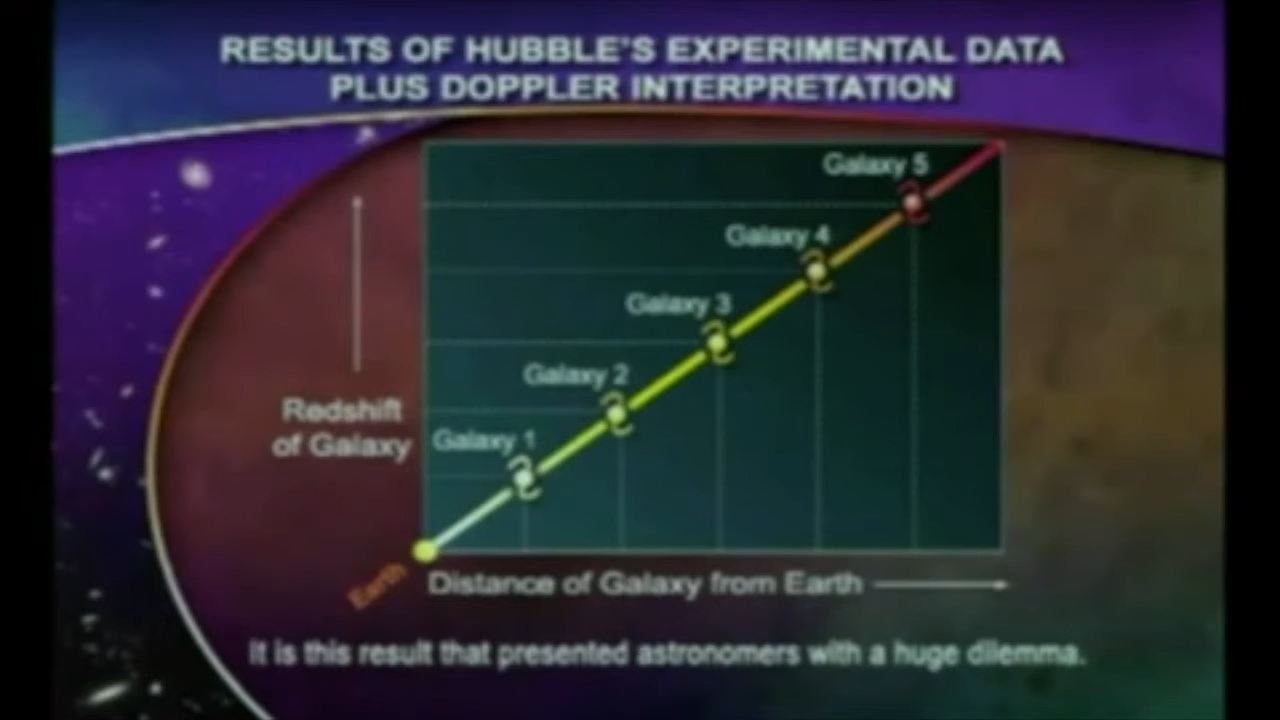 RESULTS OF HUBBLE'S EXPERIMENTAL DATA
PLUS DOPPLER INTERPRETATION
Galaxy 5
Galaxy 4
Galaxy 3
Galaxy 2
Galaxy 1
Redshift
of Galaxy
Earth
Distance of Galaxy from Earth
It is this result that presented astronomers with a huge dilemma.